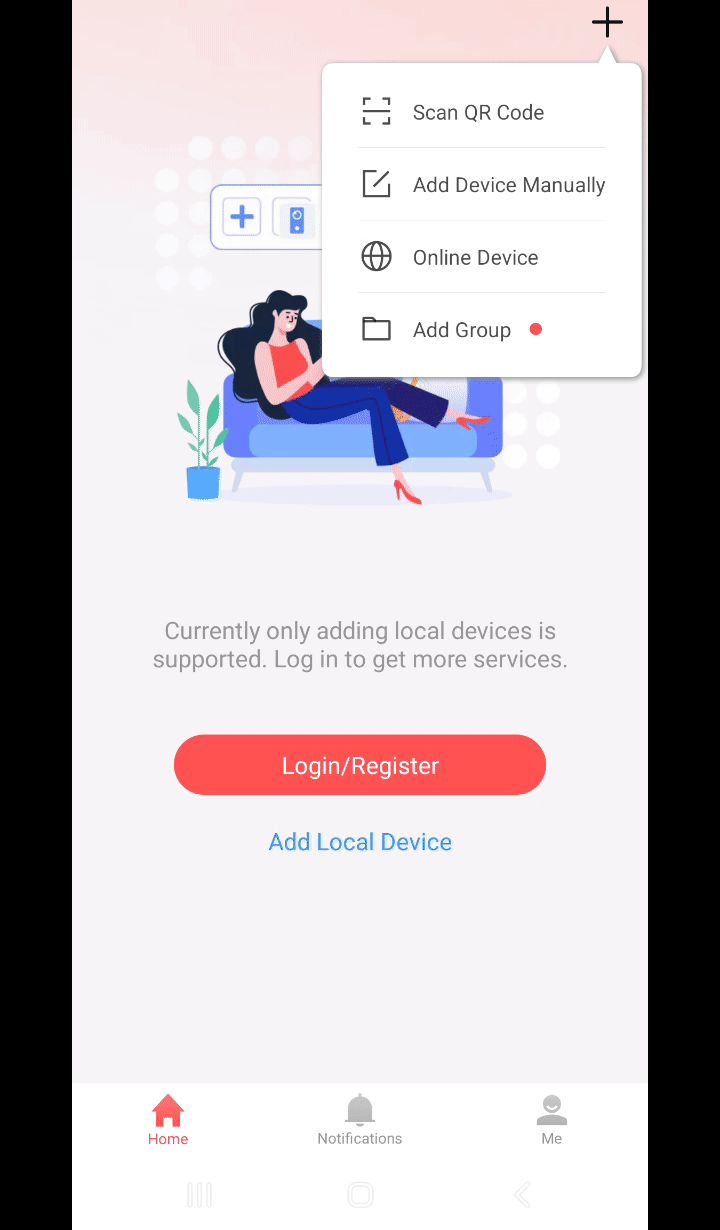 Scan QR Code
Add Device Manually
Online Device
Add Group
Currently only adding local devices is
supported. Log in to get more services.
Login/Register
Add Local Device
Home
Notifications
Me